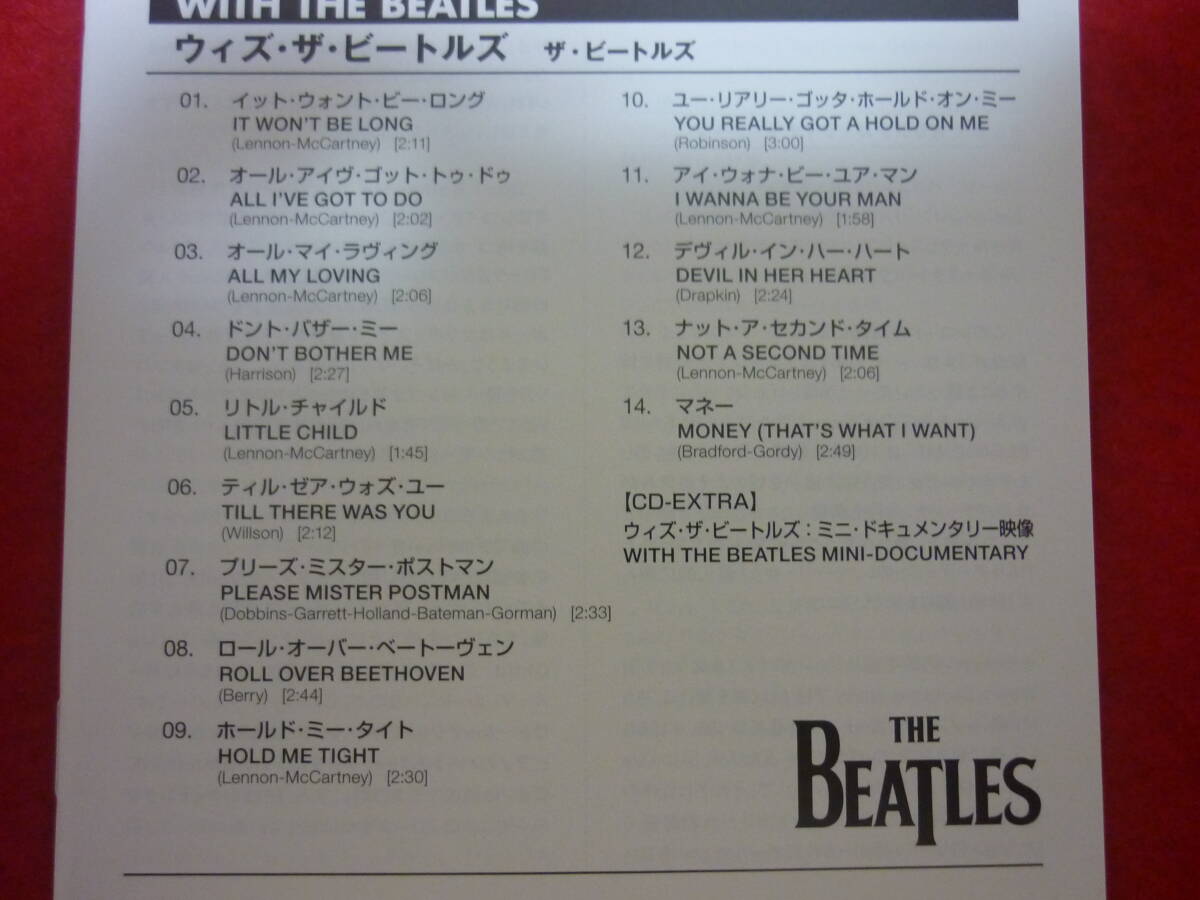 WITH THE BEATLES
ウィズ・ザ・ビートルズ ザ・ビートルズ
01. イット・ウォント・ビー・ロング
IT WON'T BE LONG
(Lennon-McCartney) [2:11]
02. オール・アイヴ・ゴット・トゥ・ドゥ
ALL I'VE GOT TO DO
(Lennon-McCartney) [2:02]
03. オール・マイ・ラヴィング
ALL MY LOVING
(Lennon-McCartney) [2:06]
04. ドント・バザー・ミー
DON'T BOTHER ME
(Harrison) [2:27]
05. リトル・チャイルド
LITTLE CHILD
(Lennon-McCartney) [1:45]
06. ティル・ゼア・ウォズ・ユー
TILL THERE WAS YOU
(Willson) [2:12]
07. プリーズ・ミスター・ポストマン
PLEASE MISTER POSTMAN
(Dobbins-Garrett-Holland-Bateman-Gorman) [2:33]
08. ロール・オーバー・ベートーヴェン
ROLL OVER BEETHOVEN
(Berry) [2:44]
09. ホールド・ミー・タイト
HOLD ME TIGHT
(Lennon-McCartney) [2:30]
10. ユー・リアリー・ゴッタ・ホールド・オン・ミー
YOU REALLY GOT A HOLD ON ME
(Robinson) [3:00]
11. アイ・ウォナ・ビー・ユア・マン
I WANNA BE YOUR MAN
(Lennon-McCartney) [1:58]
12. デヴィル・イン・ハー・ハート
DEVIL IN HER HEART
(Drapkin) [2:24]
13. ナット・ア・セカンド・タイム
NOT A SECOND TIME
(Lennon-McCartney) [2:06]
14. マネー
MONEY (THAT'S WHAT I WANT)
(Bradford-Gordy) [2:49]
【CD-EXTRA】
ウィズ・ザ・ビートルズ：ミニ・ドキュメンタリー映像
WITH THE BEATLES MINI-DOCUMENTARY
THE
BEATLES